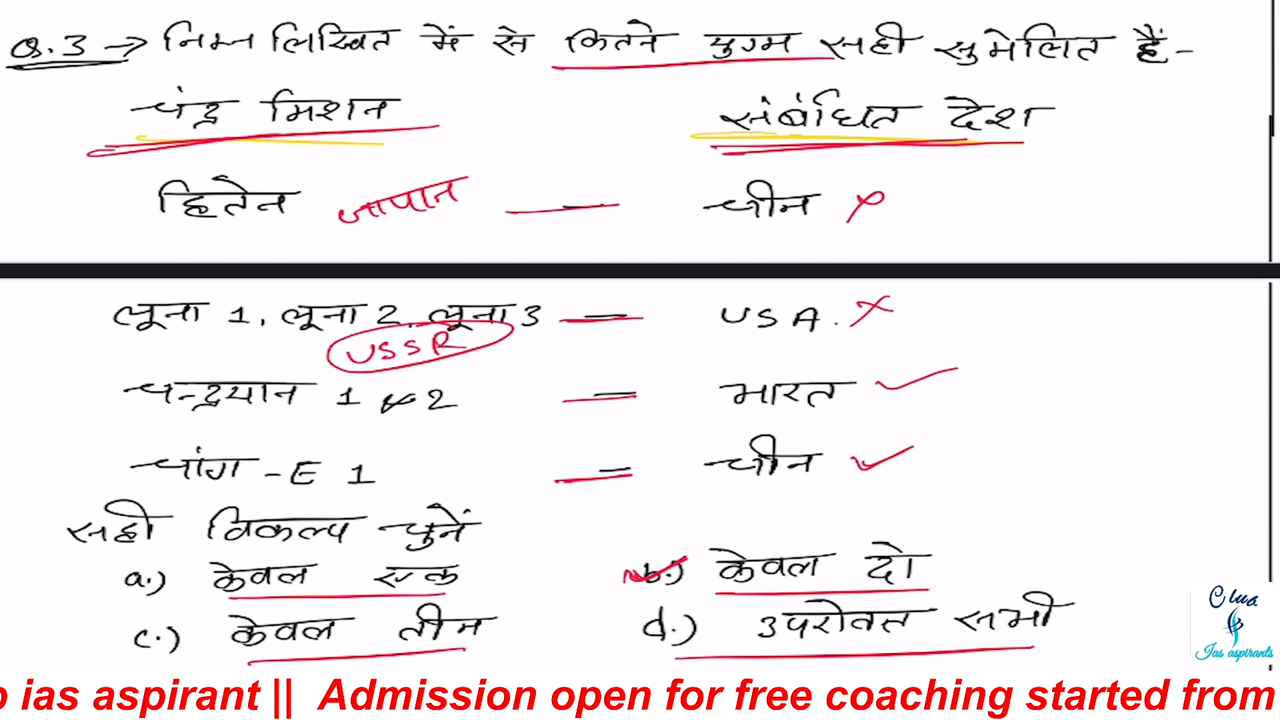 Q.3 → निम्न लिखित में से कितने युग्म सही सुमेलित हैं-
चंद्र मिशन संबंधित देश
हितेन जापान — चीन ×
लूना 1, लूना 2, लूना 3 — USA. ×
USSR
चन्द्रयान 1 & 2 — भारत ✓
चांग -E 1 — चीन ✓
सही विकल्प चुनें
a.) केवल एक b.) केवल दो
c.) केवल तीन d.) उपरोक्त सभी
Clua
Ias aspirants
ias aspirant || Admission open for free coaching started from